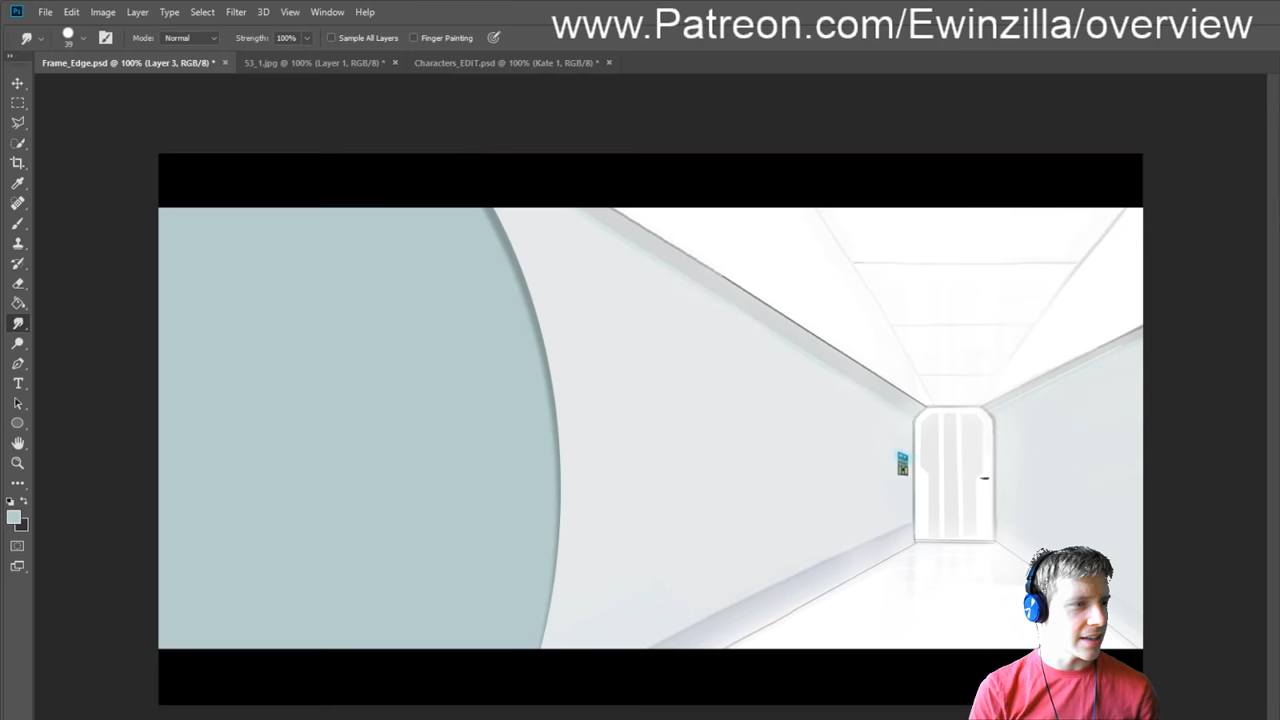 File Edit Image Layer Type Select Filter 3D View Window Help
www.Patreon.com/Ewinzilla/overview
39 Mode: Normal Strength: 100% Sample All Layers Finger Painting
Frame_Edge.psd @ 100% (Layer 3, RGB/8) * × 53_1.jpg @ 100% (Layer 1, RGB/8) * × Characters_EDIT.psd @ 100% (Kate 1, RGB/8) * ×